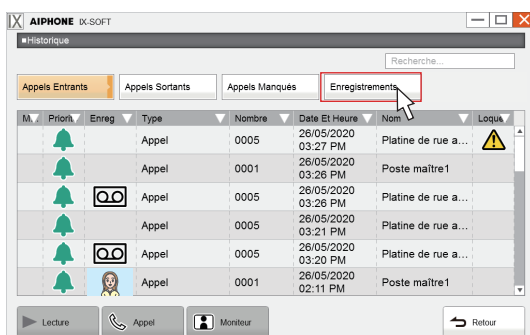 AIPHONE IX-SOFT
■Historique
Recherche...
Appels Entrants Appels Sortants Appels Manqués Enregistrements
M... Priorit. Enreg Type Nombre Date Et Heure Nom Loque
Appel 0005 26/05/2020 03:27 PM Platine de rue a...
Appel 0001 26/05/2020 03:26 PM Poste maître1
Appel 0005 26/05/2020 03:26 PM Platine de rue a...
Appel 0005 26/05/2020 03:21 PM Platine de rue a...
Appel 0005 26/05/2020 03:20 PM Platine de rue a...
Appel 0001 26/05/2020 02:11 PM Poste maître1
Lecture Appel Moniteur Retour